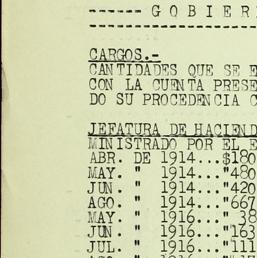 ------ G O B I E R
CARGOS.-
CANTIDADES QUE SE E
CON LA CUENTA PRESE
DO SU PROCEDENCIA C
JEFATURA DE HACIEND
MINISTRADO POR EL E
ABR. DE 1914...$180
MAY. " 1914..."480
JUN. " 1914..."420
AGO. " 1914..."667
MAY. " 1916..." 38
JUN. " 1916..."163
JUL. " 1916..."111